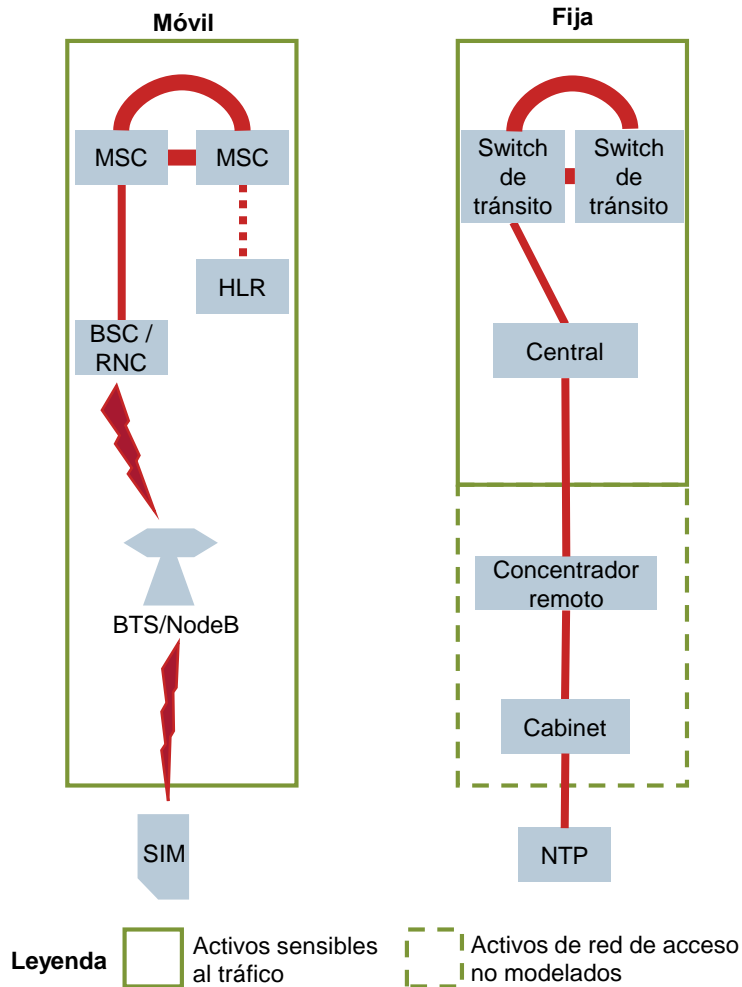 Móvil
MSC
MSC
HLR
BSC /
RNC
BTS/NodeB
SIM
Fija
Switch
de
tránsito
Switch
de
tránsito
Central
Concentrador
remoto
Cabinet
NTP
Leyenda
Activos sensibles
al tráfico
Activos de red de acceso
no modelados